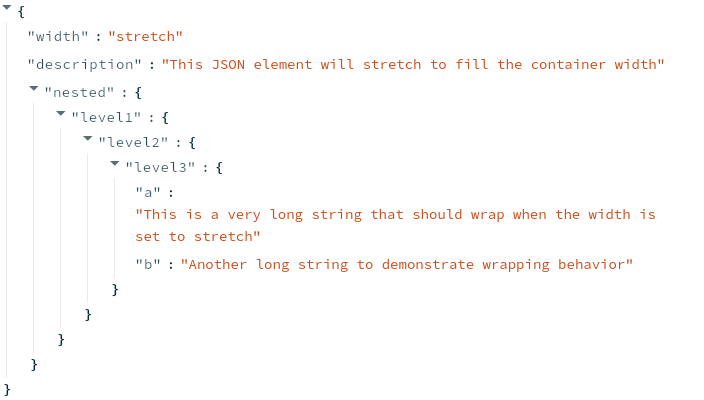 {
"width" : "stretch"
"description" : "This JSON element will stretch to fill the container width"
"nested" : {
"level1" : {
"level2" : {
"level3" : {
"a" :
"This is a very long string that should wrap when the width is
set to stretch"
"b" : "Another long string to demonstrate wrapping behavior"
}
}
}
}
}